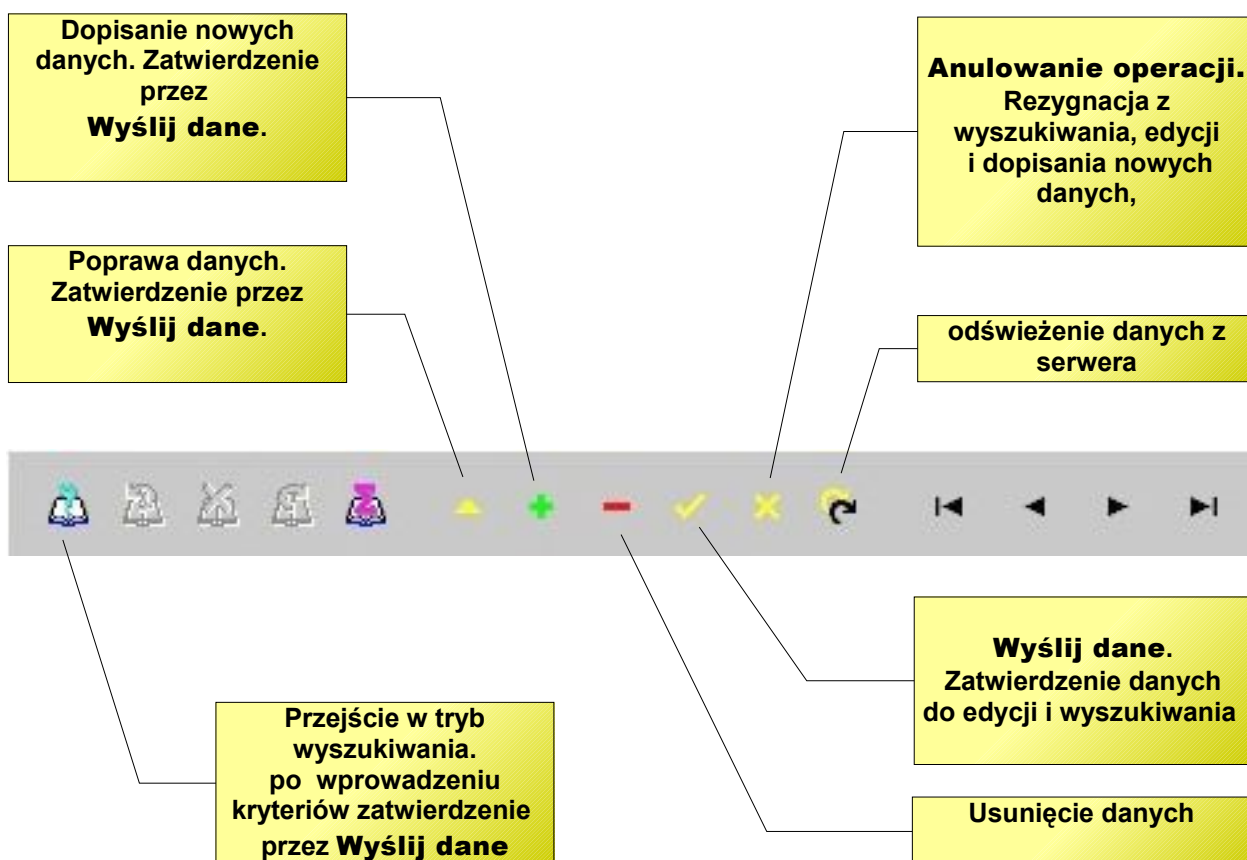 Dopisanie nowych
danych. Zatwierdzenie
przez
Wyślij dane.
Anulowanie operacji.
Rezygnacja z
wyszukiwania, edycji
i dopisania nowych
danych,
Poprawa danych.
Zatwierdzenie przez
Wyślij dane.
odświeżenie danych z
serwera
Wyślij dane.
Zatwierdzenie danych
do edycji i wyszukiwania
Przejście w tryb
wyszukiwania.
po wprowadzeniu
kryteriów zatwierdzenie
przez Wyślij dane
Usunięcie danych